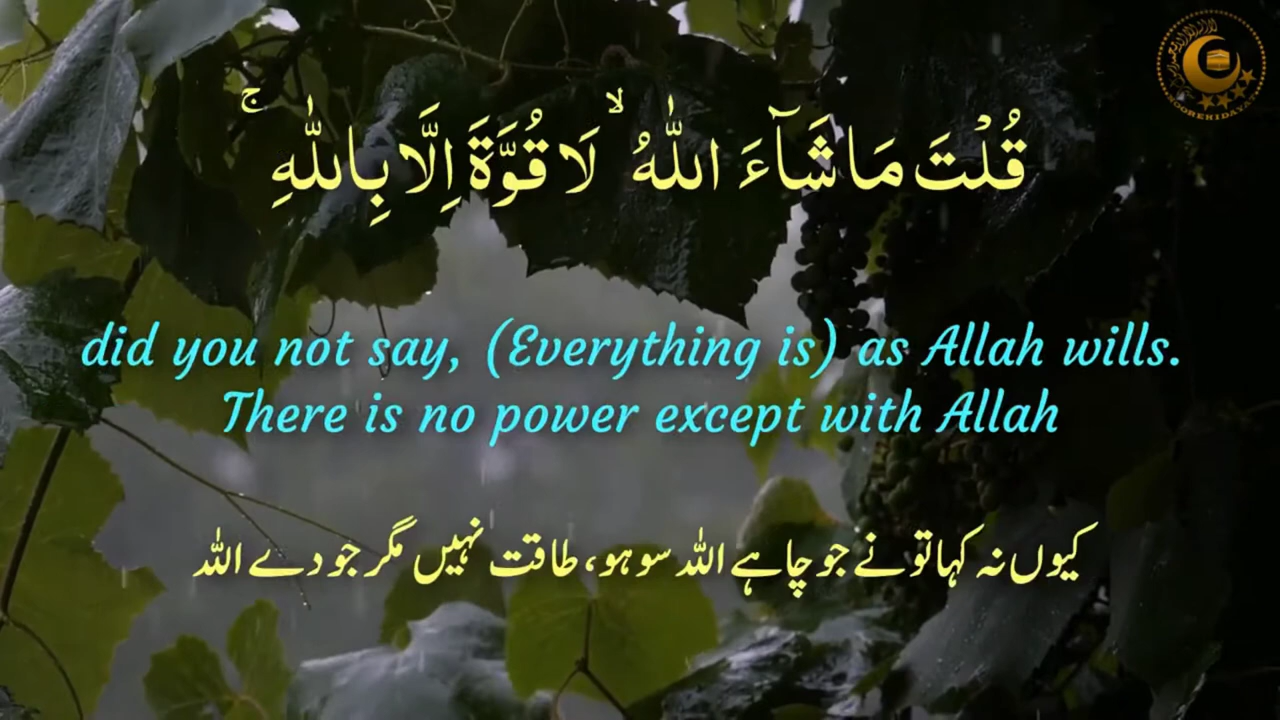 قُلْتَ مَا شَآءَ اللّٰهُ ۙ لَا قُوَّةَ اِلَّا بِاللّٰهِ ۚ
did you not say, (Everything is) as Allah wills.
There is no power except with Allah
کیوں نہ کہا تو نے جو چاہے اللہ سو ہو، طاقت نہیں مگر جو دے اللہ
NOOREHIDAYAT